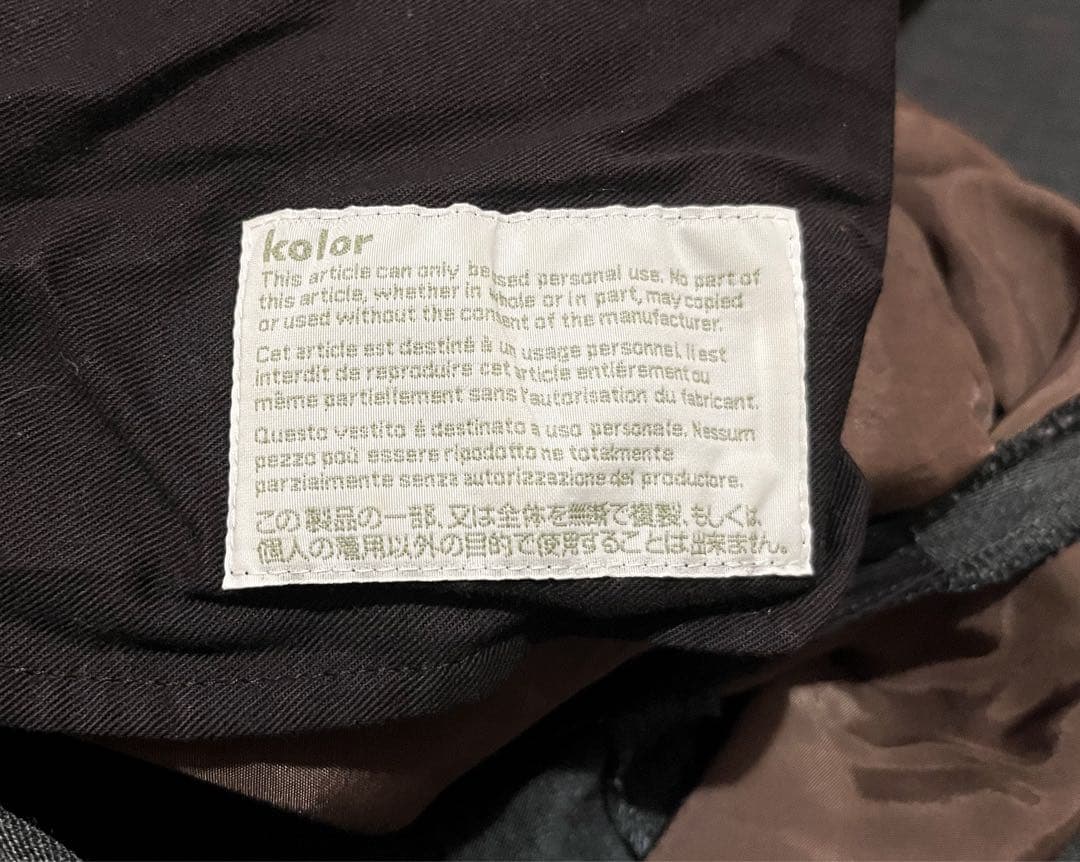 kolor
This article can only be used personal use. No part of
this article, whether in whole or in part, may copied
or used without the consent of the manufacturer.
Cet article est destiné à un usage personnel. Il est
interdit de reproduire cet article entiérement ou
même partiellement sans l'autorisation du fabricant.
Questo vestito é destinato a uso personale. Nessum
pezzo poú essere ripodotto ne totalmente
parzialmente senza autorizzazione del productore.
この製品の一部、又は全体を無断で複製、もしくは、
個人の着用以外の目的で使用することは出来ません。